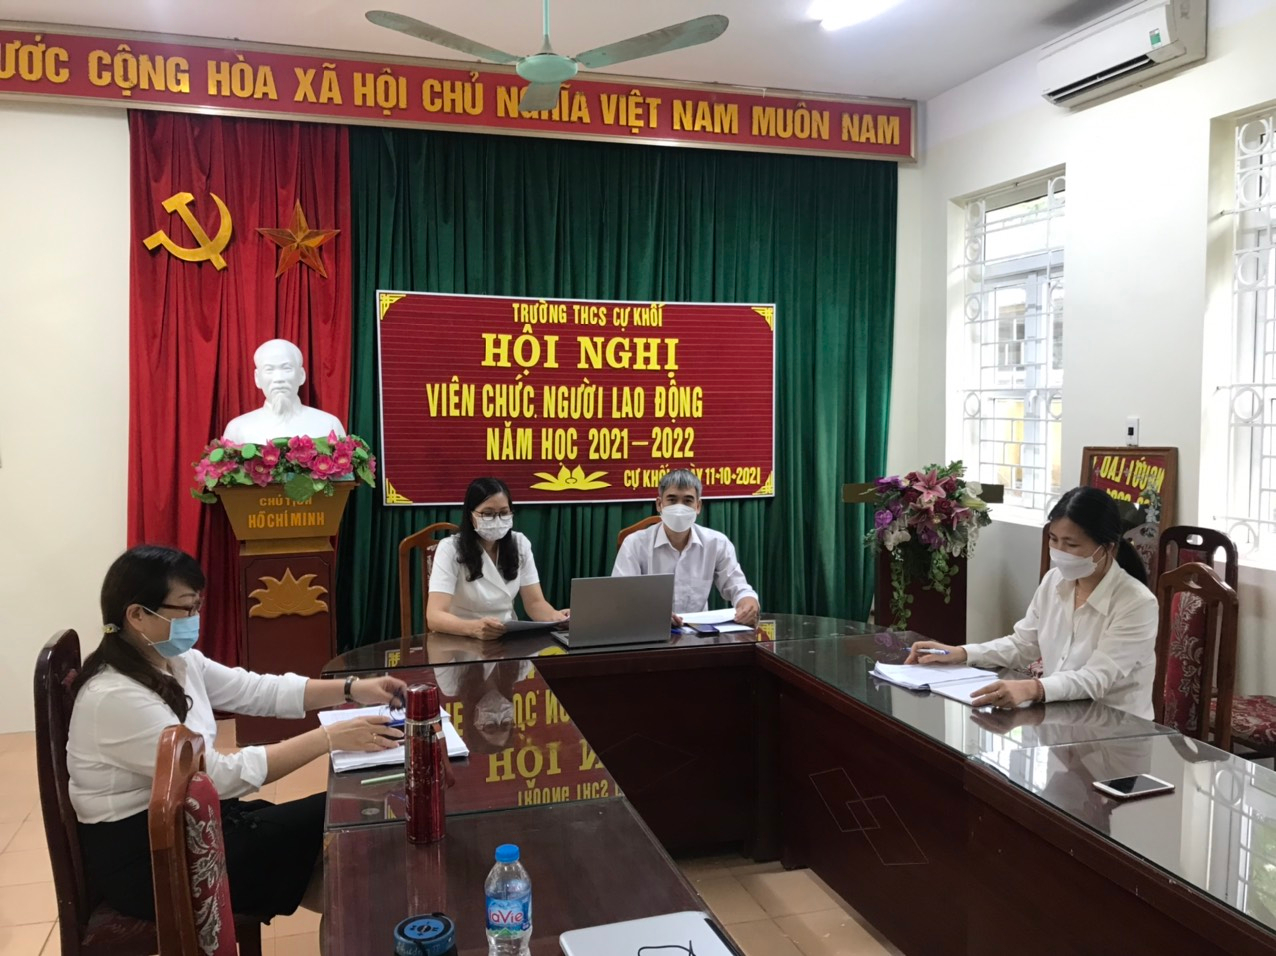 ƯỚC CỘNG HÒA XÃ HỘI CHỦ NGHĨA VIỆT NAM MUÔN NAM
TRƯỜNG THCS CỰ KHỐI
HỘI NGHỊ
VIÊN CHỨC, NGƯỜI LAO ĐỘNG
NĂM HỌC 2021-2022
CỰ KHỐI, NGÀY 11-10-2021
CHỦ TỊCH
HỒ CHÍ MINH
LaVie